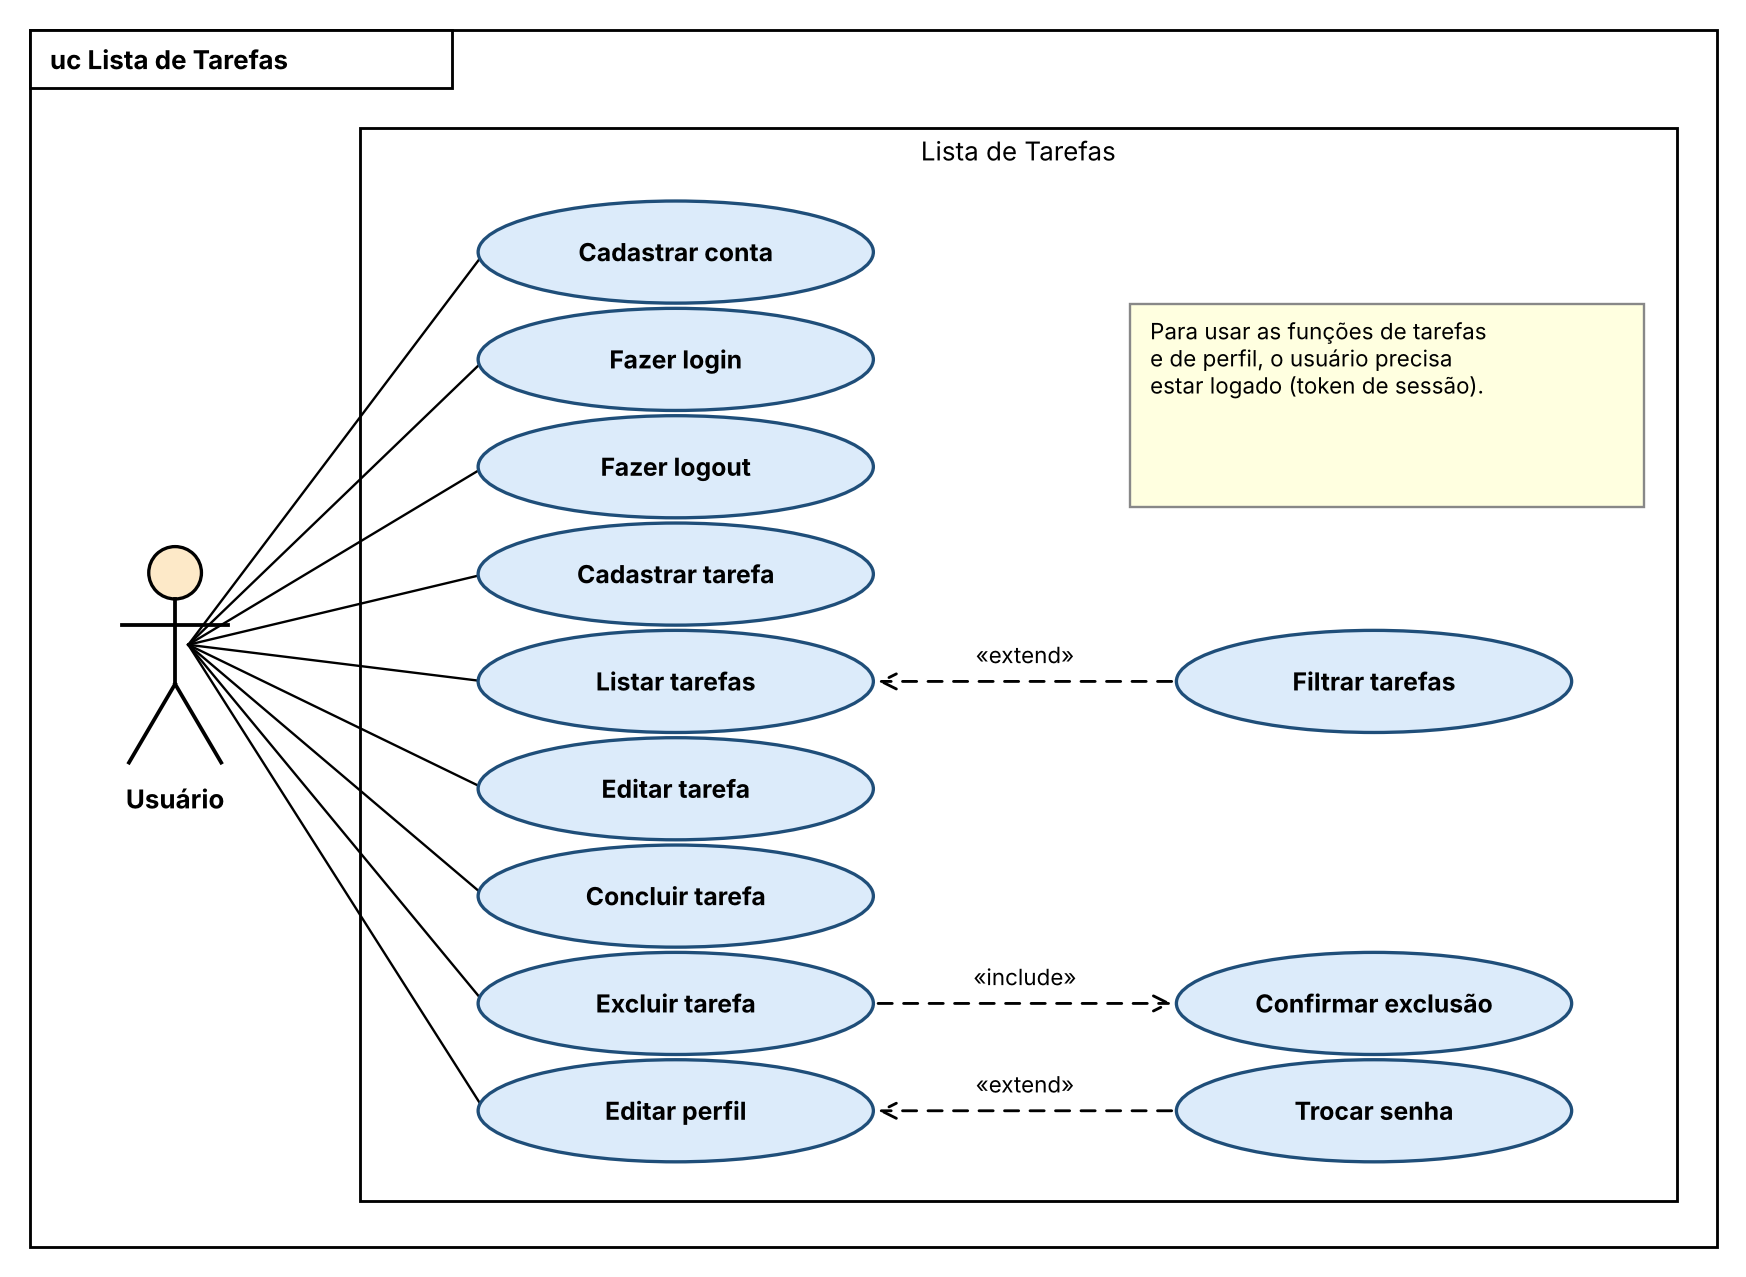 uc Lista de Tarefas
Lista de Tarefas
Cadastrar conta
Fazer login
Para usar as funções de tarefas
e de perfil, o usuário precisa
estar logado (token de sessão).
Fazer logout
Cadastrar tarefa
Listar tarefas
«extend»
Filtrar tarefas
Editar tarefa
Usuário
Concluir tarefa
Excluir tarefa
«include»
Confirmar exclusão
Editar perfil
«extend»
Trocar senha